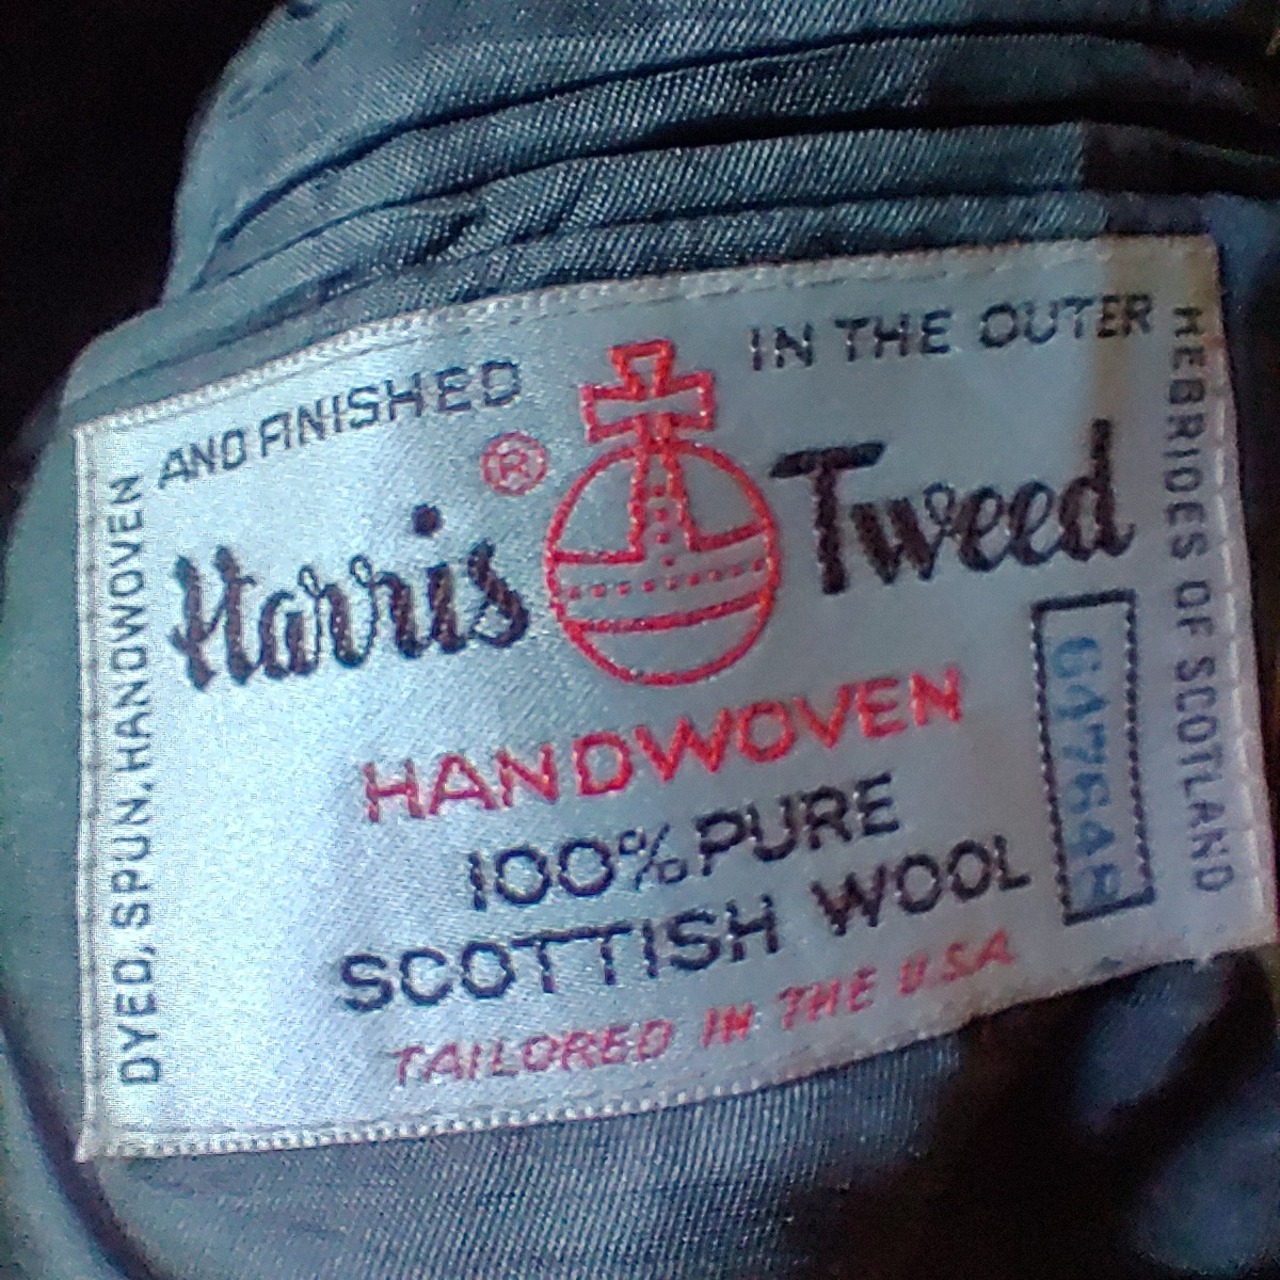 DYED, SPUN, HANDWOVEN
AND FINISHED
IN THE OUTER
HEBRIDES OF SCOTLAND
Harris ® Tweed
HANDWOVEN
100% PURE
SCOTTISH WOOL
TAILORED IN THE U.S.A.